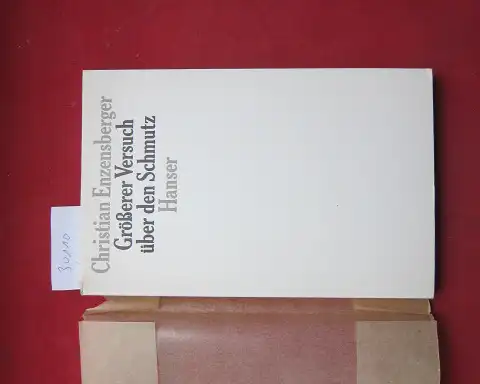 Christian Enzensberger
Größerer Versuch
über den Schmutz
Hanser